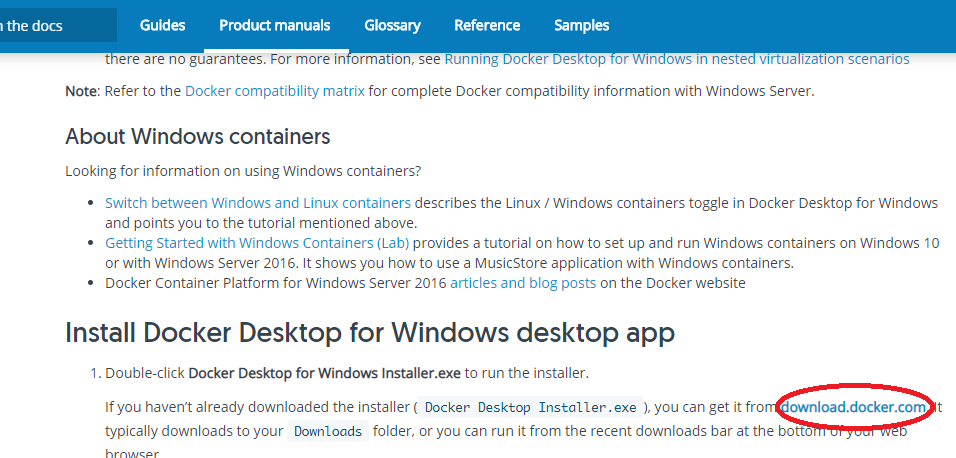 n the docs Guides Product manuals Glossary Reference Samples
there are no guarantees. For more information, see Running Docker Desktop for Windows in nested virtualization scenarios
Note: Refer to the Docker compatibility matrix for complete Docker compatibility information with Windows Server.
About Windows containers
Looking for information on using Windows containers?
• Switch between Windows and Linux containers describes the Linux / Windows containers toggle in Docker Desktop for Windows
and points you to the tutorial mentioned above.
• Getting Started with Windows Containers (Lab) provides a tutorial on how to set up and run Windows containers on Windows 10
or with Windows Server 2016. It shows you how to use a MusicStore application with Windows containers.
• Docker Container Platform for Windows Server 2016 articles and blog posts on the Docker website
Install Docker Desktop for Windows desktop app
1. Double-click Docker Desktop for Windows Installer.exe to run the installer.
If you haven’t already downloaded the installer ( Docker Desktop Installer.exe ), you can get it from download.docker.com. It
typically downloads to your Downloads folder, or you can run it from the recent downloads bar at the bottom of your web
browser.